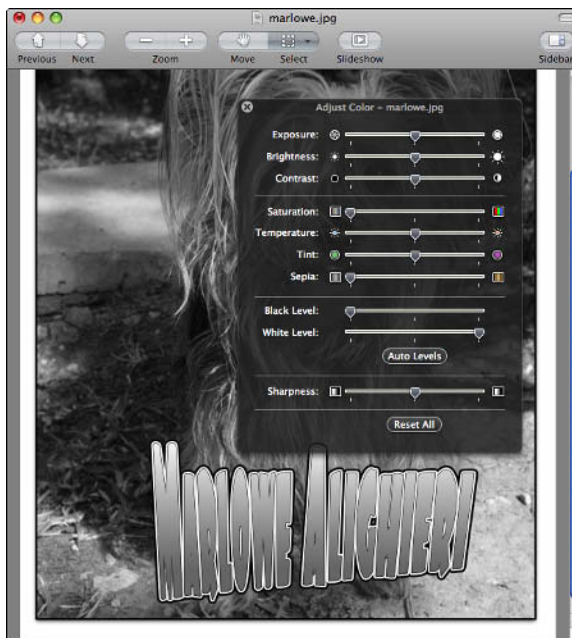 marlowe.jpg
Previous Next Zoom Move Select Slideshow Sidebar
Adjust Color - marlowe.jpg
Exposure:
Brightness:
Contrast:
Saturation:
Temperature:
Tint:
Sepia:
Black Level:
White Level:
Auto Levels
Sharpness:
Reset All
MARLOWE ALIGHIERI